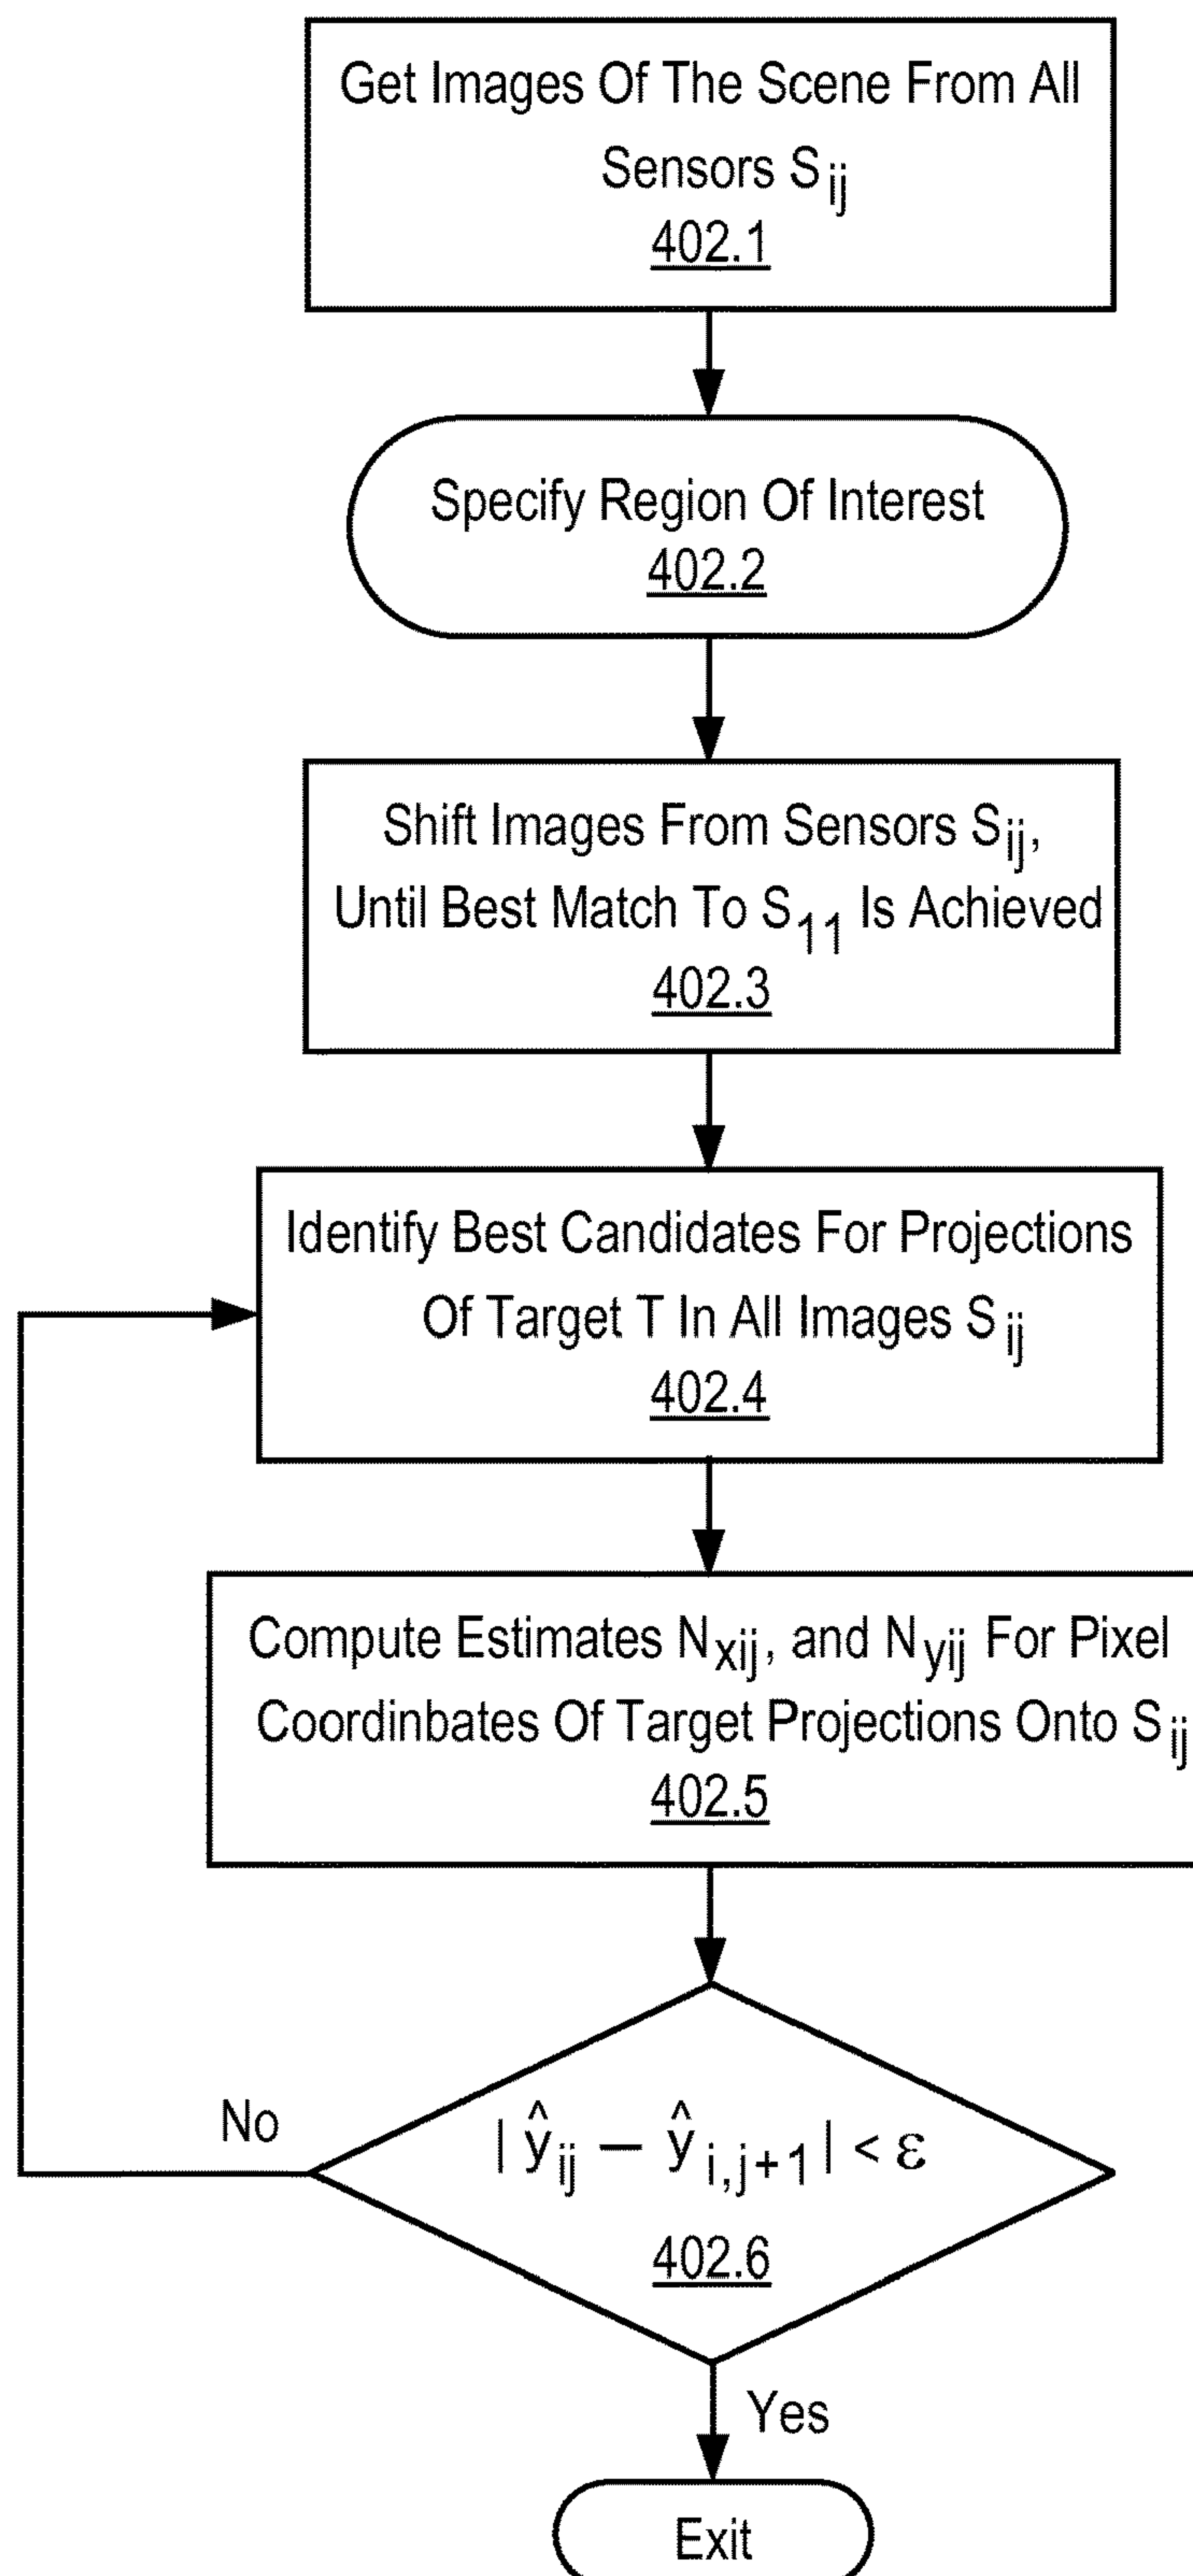 Get Images Of The Scene From All
Sensors S ij
402.1
Specify Region Of Interest
402.2
Shift Images From Sensors S ij,
Until Best Match To S 11 Is Achieved
402.3
Identify Best Candidates For Projections
Of Target T In All Images S ij
402.4
Compute Estimates N xij, and N yij For Pixel
Coordinbates Of Target Projections Onto S ij
402.5
No
| ŷ ij – ŷ i,j+1 | < ε
402.6
Yes
Exit